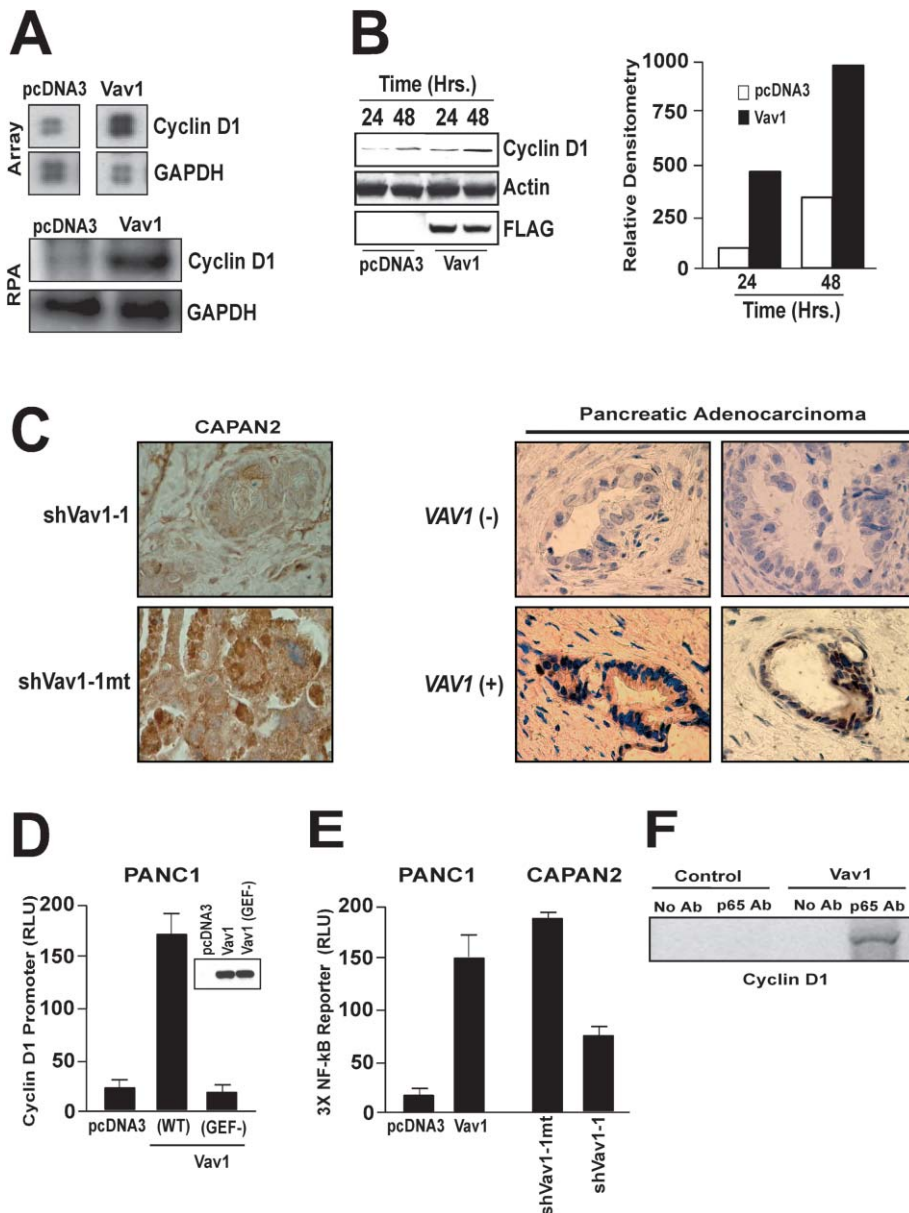 A
pcDNA3 Vav1
Array
Cyclin D1
GAPDH
pcDNA3 Vav1
RPA
Cyclin D1
GAPDH
B
Time (Hrs.)
24 48 24 48
Cyclin D1
Actin
FLAG
pcDNA3 Vav1
Relative Densitometry
1000
750
500
250
0
pcDNA3
Vav1
24 48
Time (Hrs.)
C
CAPAN2
shVav1-1
shVav1-1mt
Pancreatic Adenocarcinoma
VAV1 (-)
VAV1 (+)
D
PANC1
Cyclin D1 Promoter (RLU)
200
150
100
50
0
pcDNA3
Vav1
Vav1 (GEF-)
pcDNA3 (WT) (GEF-)
Vav1
E
PANC1 CAPAN2
3X NF-kB Reporter (RLU)
200
150
100
50
0
pcDNA3 Vav1
shVav1-1mt
shVav1-1
F
Control Vav1
No Ab p65 Ab No Ab p65 Ab
Cyclin D1